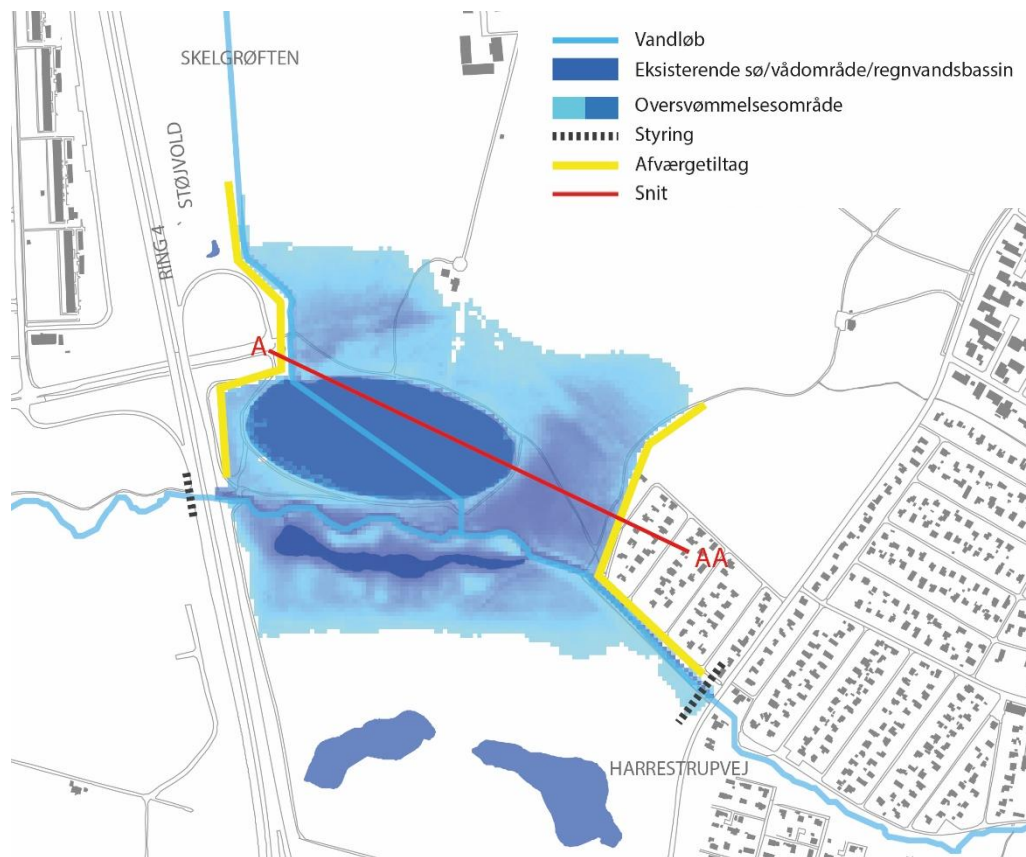 SKELGRØFTEN
Vandløb
Eksisterende sø/vådområde/regnvandsbassin
Oversvømmelsesområde
Styring
Afværgetiltag
Snit
STØJVOLD
RING 4
A
AA
HARRESTRUPVEJ